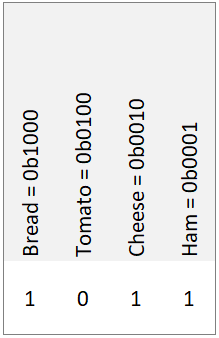 Bread = 0b1000
Tomato = 0b0100
Cheese = 0b0010
Ham = 0b0001
1 0 1 1